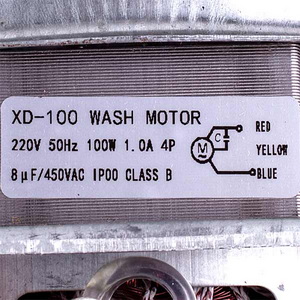 XD-100 WASH MOTOR
220V 50Hz 100W 1.0A 4P
8μF/450VAC IP00 CLASS B
C
M
RED
YELLOW
BLUE